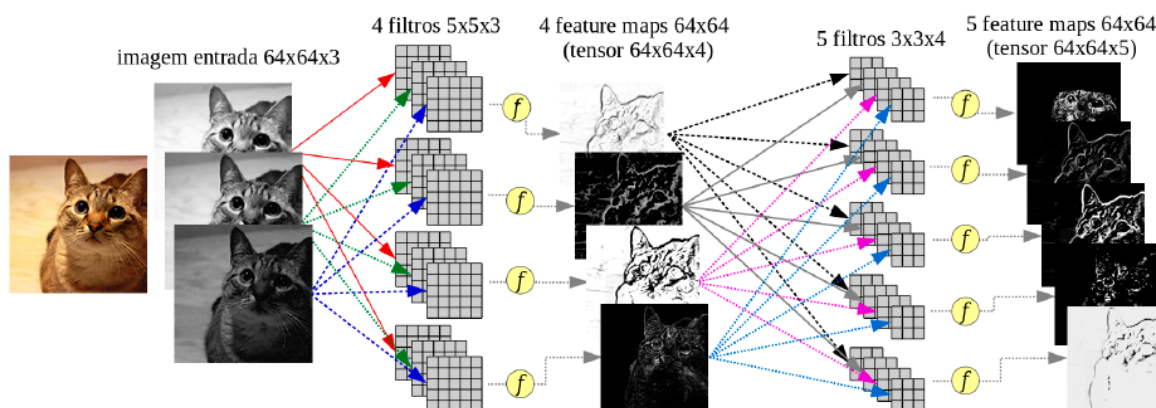 imagem entrada 64x64x3
4 filtros 5x5x3
4 feature maps 64x64
(tensor 64x64x4)
5 filtros 3x3x4
5 feature maps 64x64
(tensor 64x64x5)
f
f
f
f
f
f
f
f
f